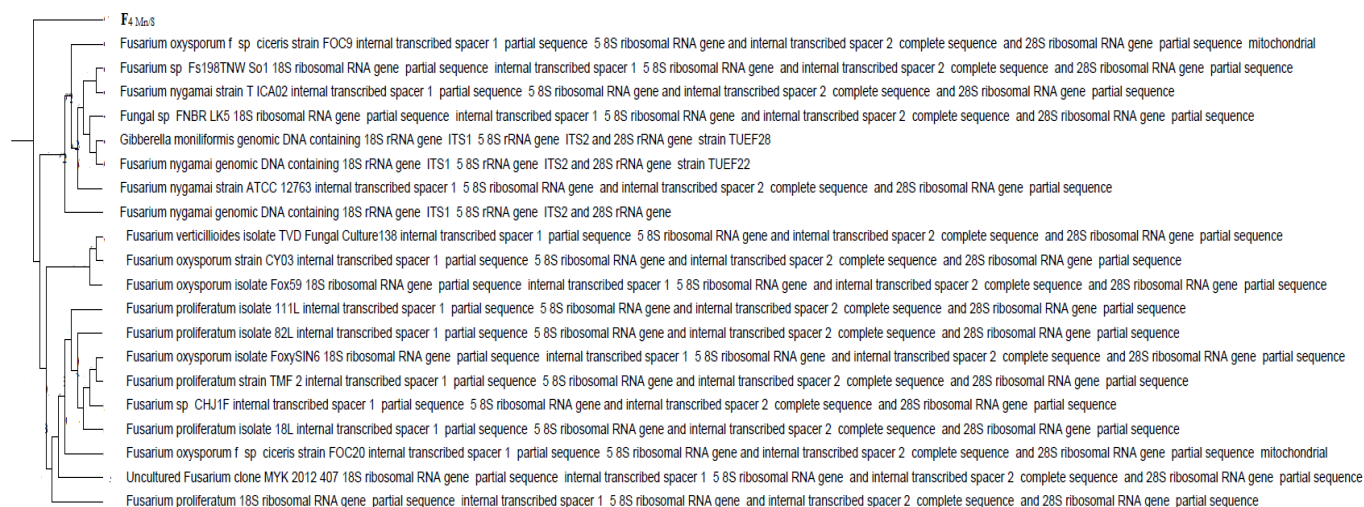 F4 Mn/8
Fusarium oxysporum f sp ciceris strain FOC9 internal transcribed spacer 1 partial sequence 5 8S ribosomal RNA gene and internal transcribed spacer 2 complete sequence and 28S ribosomal RNA gene partial sequence mitochondrial
Fusarium sp Fs198TNW So1 18S ribosomal RNA gene partial sequence internal transcribed spacer 1 5 8S ribosomal RNA gene and internal transcribed spacer 2 complete sequence and 28S ribosomal RNA gene partial sequence
Fusarium nygamai strain T ICA02 internal transcribed spacer 1 partial sequence 5 8S ribosomal RNA gene and internal transcribed spacer 2 complete sequence and 28S ribosomal RNA gene partial sequence
Fungal sp FNBR LK5 18S ribosomal RNA gene partial sequence internal transcribed spacer 1 5 8S ribosomal RNA gene and internal transcribed spacer 2 complete sequence and 28S ribosomal RNA gene partial sequence
Gibberella moniliformis genomic DNA containing 18S rRNA gene ITS1 5 8S rRNA gene ITS2 and 28S rRNA gene strain TUEF28
Fusarium nygamai genomic DNA containing 18S rRNA gene ITS1 5 8S rRNA gene ITS2 and 28S rRNA gene strain TUEF22
Fusarium nygamai strain ATCC 12763 internal transcribed spacer 1 5 8S ribosomal RNA gene and internal transcribed spacer 2 complete sequence and 28S ribosomal RNA gene partial sequence
Fusarium nygamai genomic DNA containing 18S rRNA gene ITS1 5 8S rRNA gene ITS2 and 28S rRNA gene
Fusarium verticillioides isolate TVD Fungal Culture138 internal transcribed spacer 1 partial sequence 5 8S ribosomal RNA gene and internal transcribed spacer 2 complete sequence and 28S ribosomal RNA gene partial sequence
Fusarium oxysporum strain CY03 internal transcribed spacer 1 partial sequence 5 8S ribosomal RNA gene and internal transcribed spacer 2 complete sequence and 28S ribosomal RNA gene partial sequence
Fusarium oxysporum isolate Fox59 18S ribosomal RNA gene partial sequence internal transcribed spacer 1 5 8S ribosomal RNA gene and internal transcribed spacer 2 complete sequence and 28S ribosomal RNA gene partial sequence
Fusarium proliferatum isolate 111L internal transcribed spacer 1 partial sequence 5 8S ribosomal RNA gene and internal transcribed spacer 2 complete sequence and 28S ribosomal RNA gene partial sequence
Fusarium proliferatum isolate 82L internal transcribed spacer 1 partial sequence 5 8S ribosomal RNA gene and internal transcribed spacer 2 complete sequence and 28S ribosomal RNA gene partial sequence
Fusarium oxysporum isolate FoxySIN6 18S ribosomal RNA gene partial sequence internal transcribed spacer 1 5 8S ribosomal RNA gene and internal transcribed spacer 2 complete sequence and 28S ribosomal RNA gene partial sequence
Fusarium proliferatum strain TMF 2 internal transcribed spacer 1 partial sequence 5 8S ribosomal RNA gene and internal transcribed spacer 2 complete sequence and 28S ribosomal RNA gene partial sequence
Fusarium sp CHJ1F internal transcribed spacer 1 partial sequence 5 8S ribosomal RNA gene and internal transcribed spacer 2 complete sequence and 28S ribosomal RNA gene partial sequence
Fusarium proliferatum isolate 18L internal transcribed spacer 1 partial sequence 5 8S ribosomal RNA gene and internal transcribed spacer 2 complete sequence and 28S ribosomal RNA gene partial sequence
Fusarium oxysporum f sp ciceris strain FOC20 internal transcribed spacer 1 partial sequence 5 8S ribosomal RNA gene and internal transcribed spacer 2 complete sequence and 28S ribosomal RNA gene partial sequence mitochondrial
Uncultured Fusarium clone MYK 2012 407 18S ribosomal RNA gene partial sequence internal transcribed spacer 1 5 8S ribosomal RNA gene and internal transcribed spacer 2 complete sequence and 28S ribosomal RNA gene partial sequence
Fusarium proliferatum 18S ribosomal RNA gene partial sequence internal transcribed spacer 1 5 8S ribosomal RNA gene and internal transcribed spacer 2 complete sequence and 28S ribosomal RNA gene partial sequence